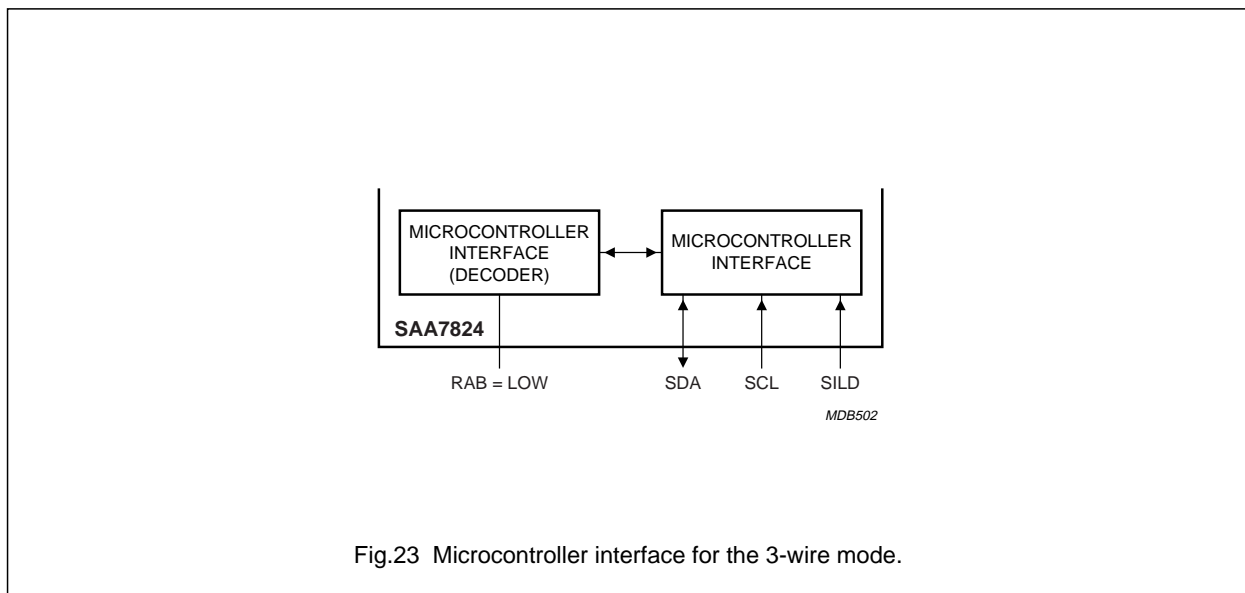 MICROCONTROLLER
INTERFACE
(DECODER)
MICROCONTROLLER
INTERFACE
SAA7824
RAB = LOW
SDA
SCL
SILD
MDB502
Fig.23 Microcontroller interface for the 3-wire mode.